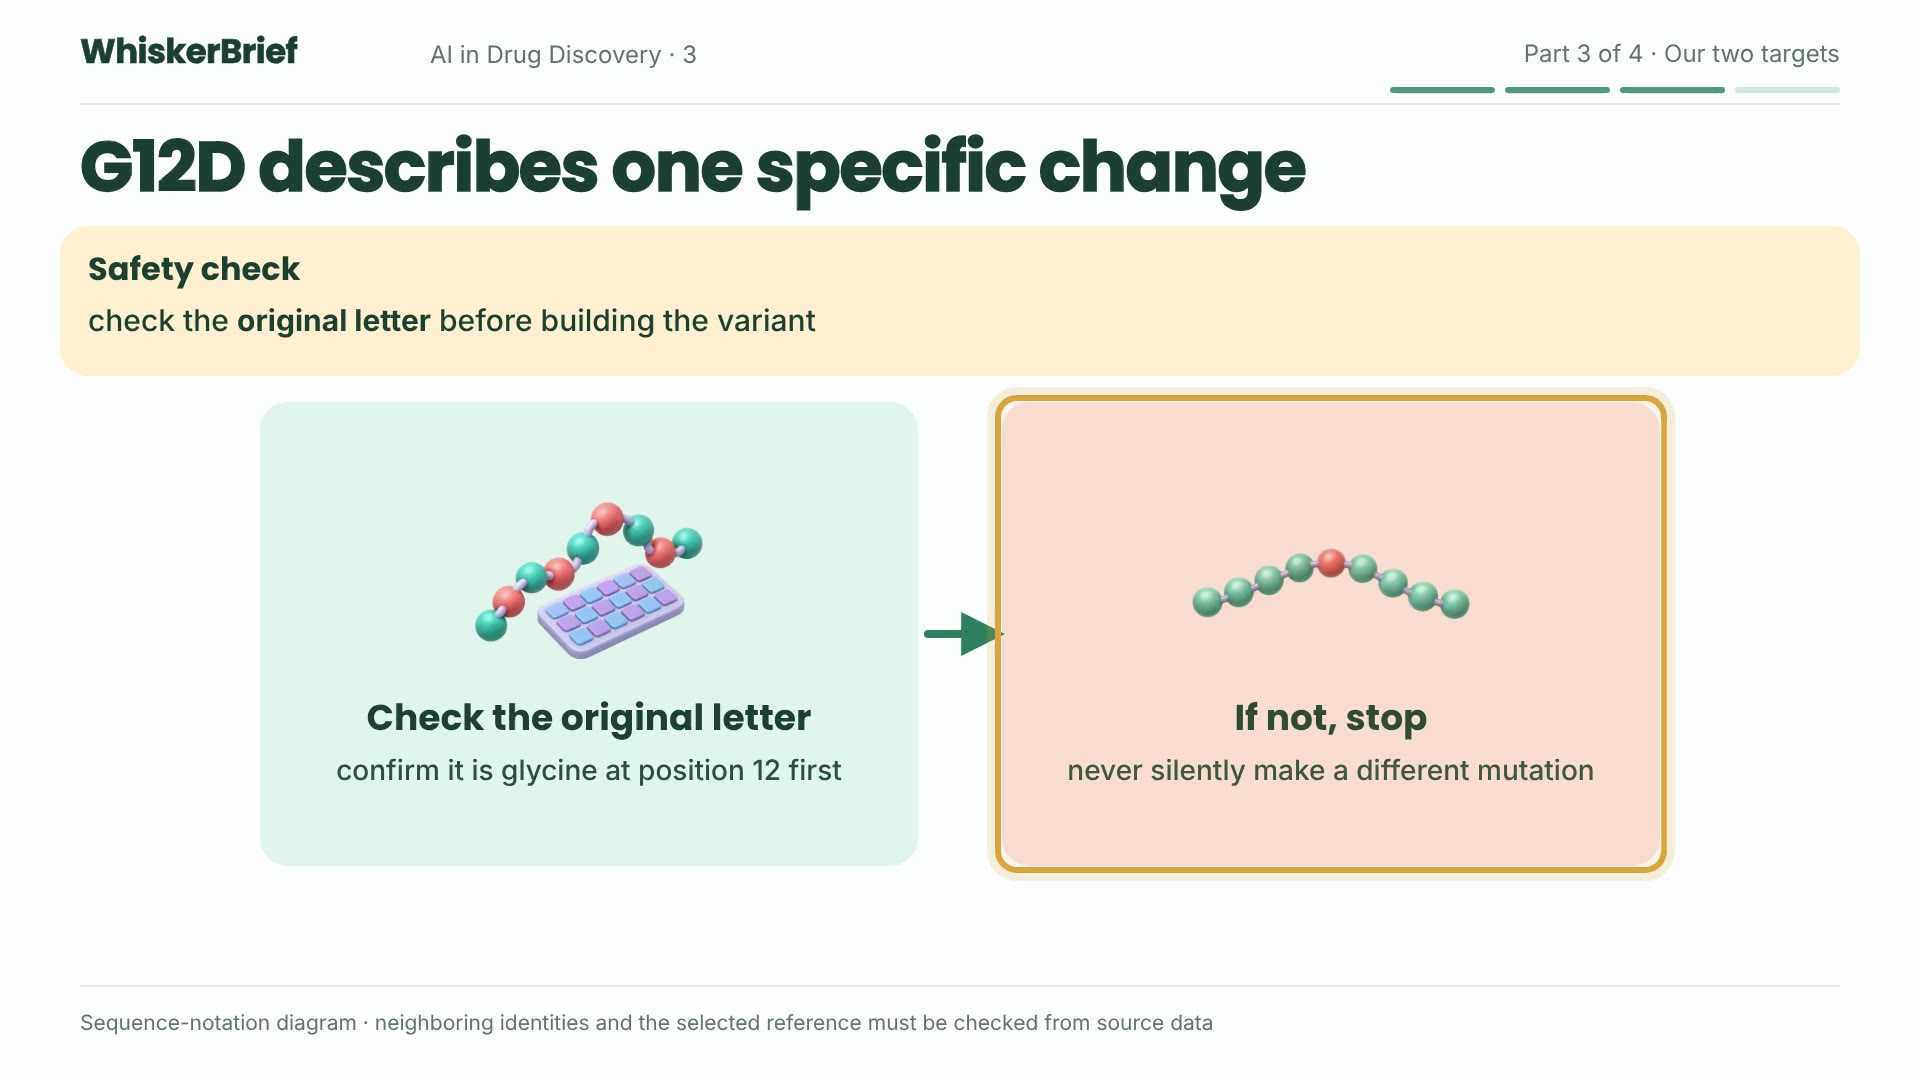 WhiskerBrief
AI in Drug Discovery · 3
Part 3 of 4 · Our two targets
G12D describes one specific change
Safety check
check the original letter before building the variant
Check the original letter
confirm it is glycine at position 12 first
If not, stop
never silently make a different mutation
Sequence-notation diagram · neighboring identities and the selected reference must be checked from source data